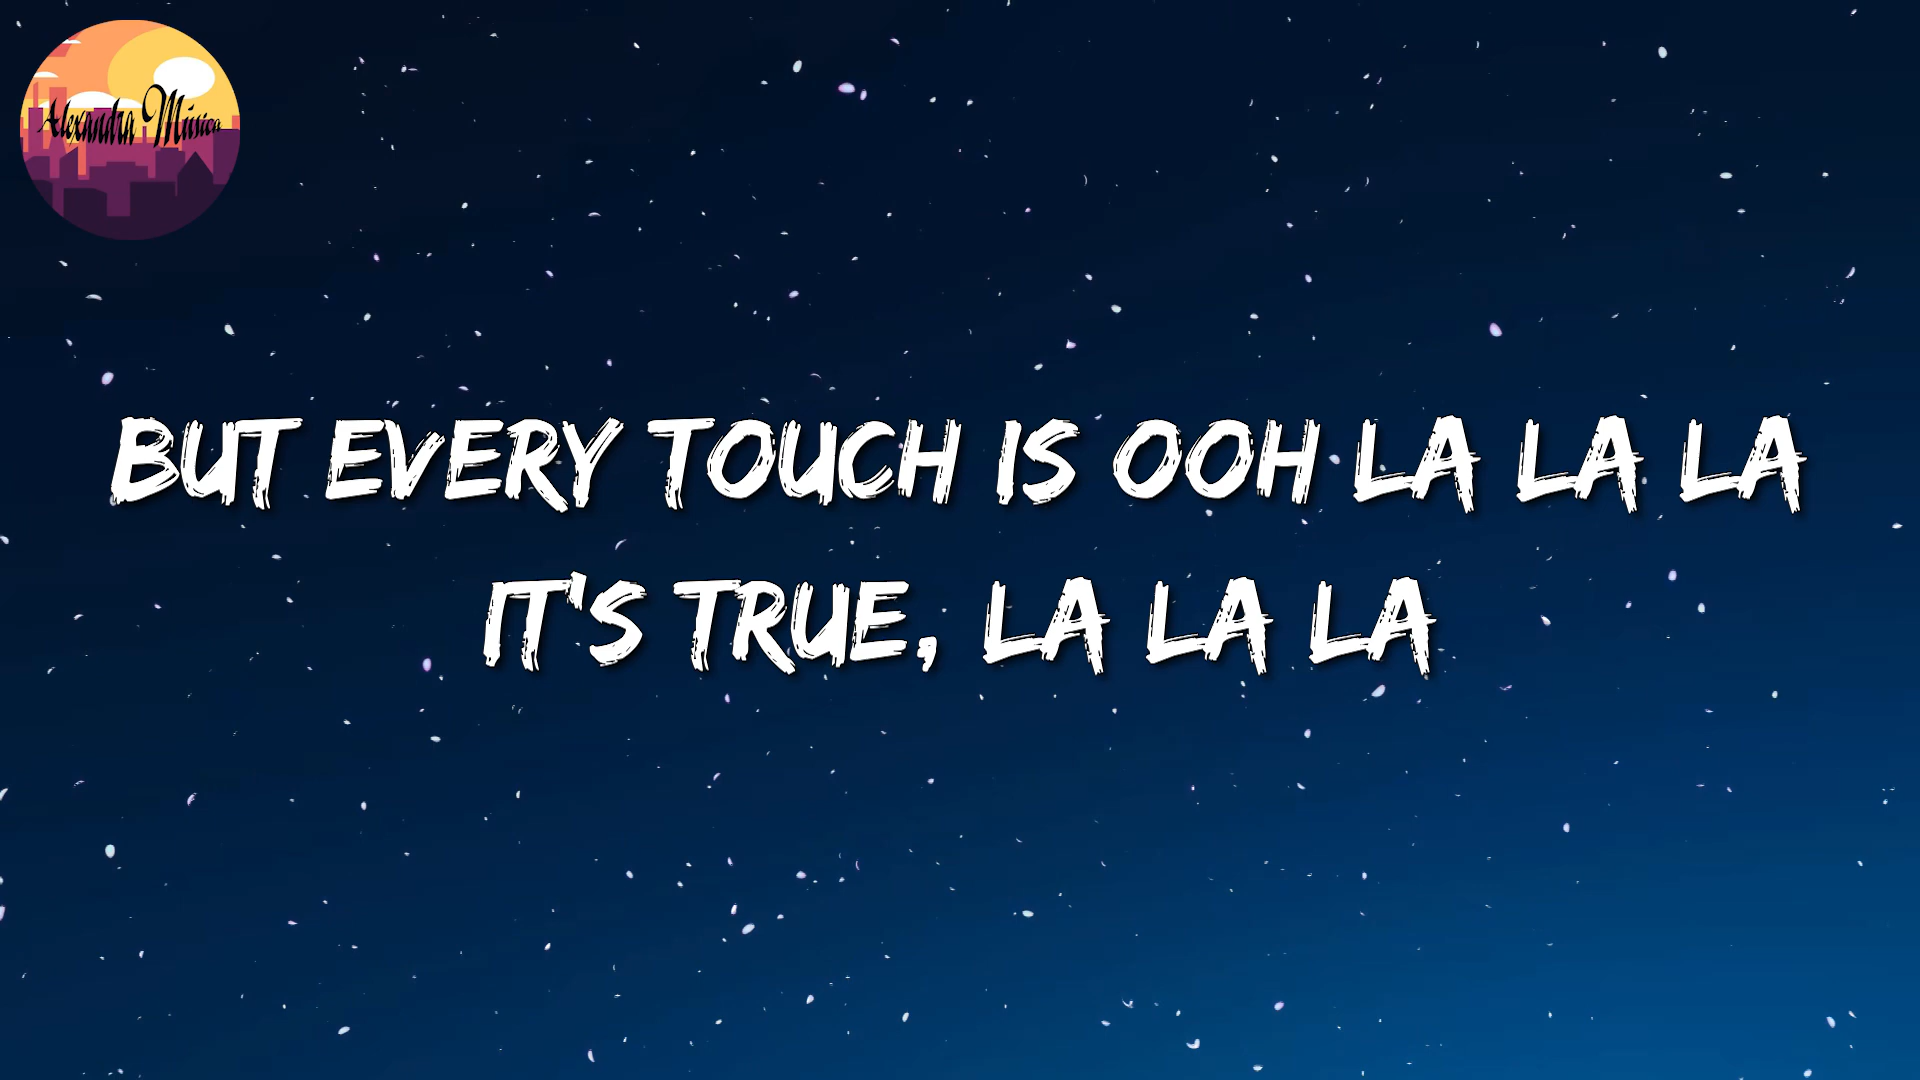 Alexandra Música
BUT EVERY TOUCH IS OOH LA LA LA
IT'S TRUE, LA LA LA